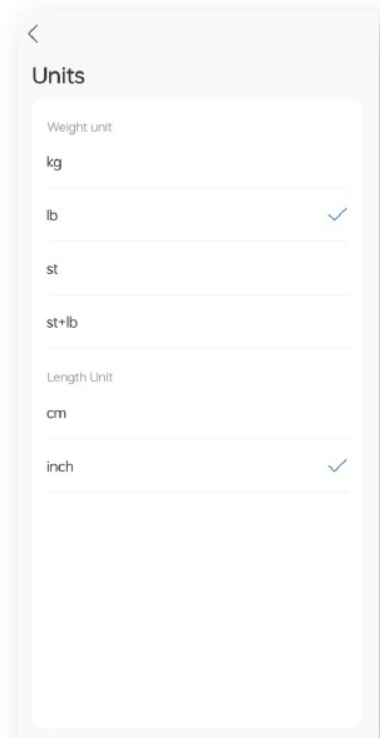 Units
Weight unit
kg
lb
st
st+lb
Length Unit
cm
inch